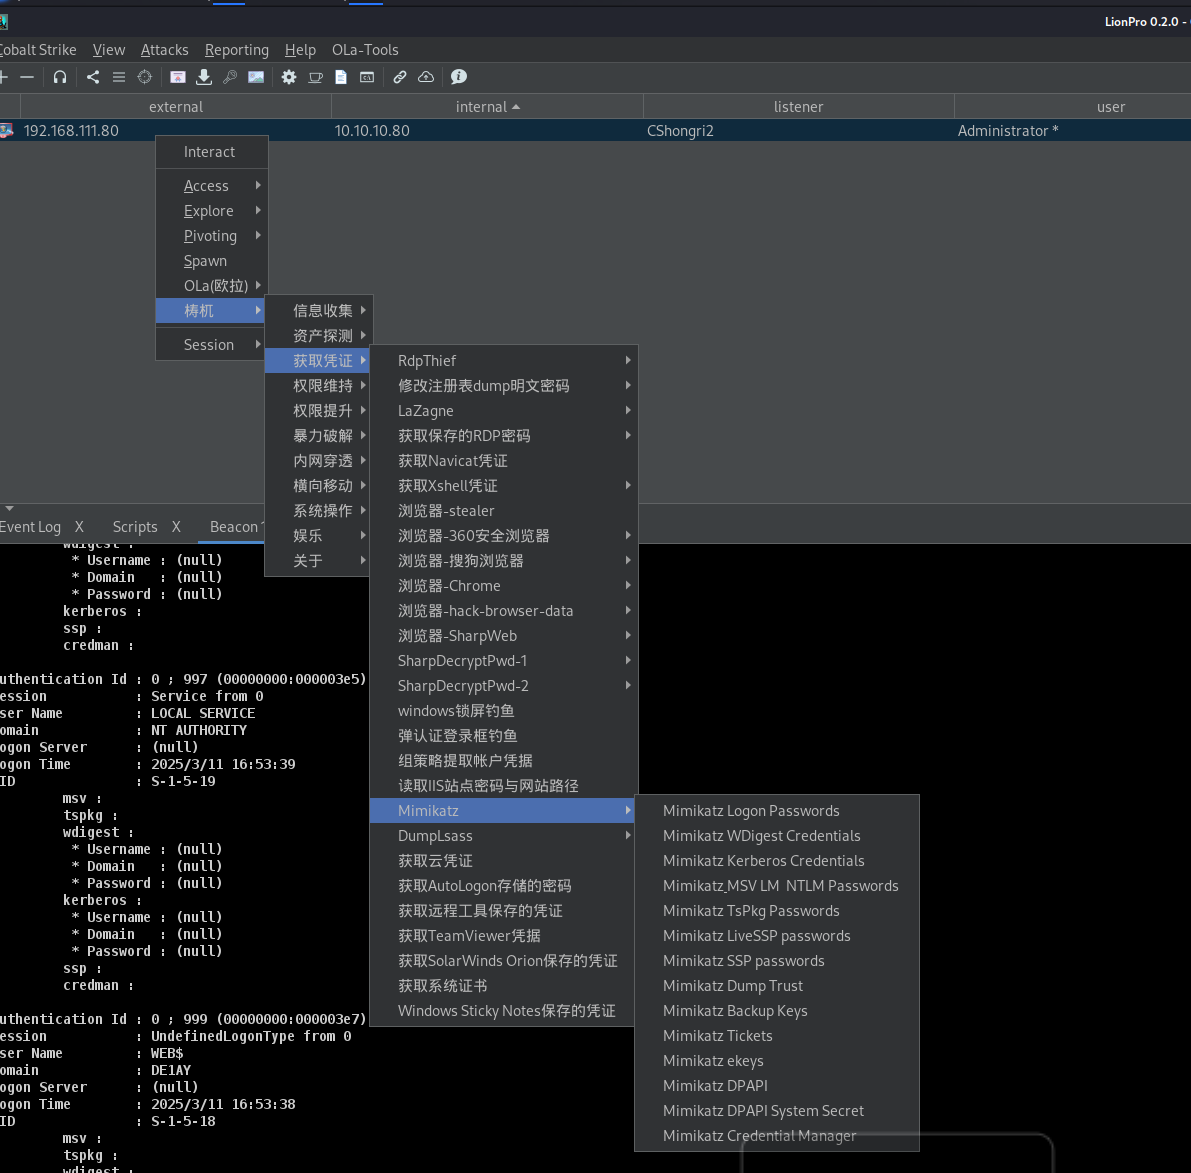 LionPro 0.2.0 -
Cobalt Strike View Attacks Reporting Help OLa-Tools
external internal listener user
192.168.111.80 10.10.10.80 CShongri2 Administrator *
Interact
Access
Explore
Pivoting
Spawn
OLa(欧拉)
梼杌
Session
信息收集
资产探测
获取凭证
权限维持
权限提升
暴力破解
内网穿透
横向移动
系统操作
娱乐
关于
RdpThief
修改注册表dump明文密码
LaZagne
获取保存的RDP密码
获取Navicat凭证
获取Xshell凭证
浏览器-stealer
浏览器-360安全浏览器
浏览器-搜狗浏览器
浏览器-Chrome
浏览器-hack-browser-data
浏览器-SharpWeb
SharpDecryptPwd-1
SharpDecryptPwd-2
windows锁屏钓鱼
弹认证登录框钓鱼
组策略提取帐户凭据
读取IIS站点密码与网站路径
Mimikatz
DumpLsass
获取云凭证
获取AutoLogon存储的密码
获取远程工具保存的凭证
获取TeamViewer凭据
获取SolarWinds Orion保存的凭证
获取系统证书
Windows Sticky Notes保存的凭证
Mimikatz Logon Passwords
Mimikatz WDigest Credentials
Mimikatz Kerberos Credentials
Mimikatz_MSV LM NTLM Passwords
Mimikatz TsPkg Passwords
Mimikatz LiveSSP passwords
Mimikatz SSP passwords
Mimikatz Dump Trust
Mimikatz Backup Keys
Mimikatz Tickets
Mimikatz ekeys
Mimikatz DPAPI
Mimikatz DPAPI System Secret
Mimikatz Credential Manager
Event Log X Scripts X Beacon 1
wdigest :
* Username : (null)
* Domain : (null)
* Password : (null)
kerberos :
ssp :
credman :
uthentication Id : 0 ; 997 (00000000:000003e5)
ession : Service from 0
ser Name : LOCAL SERVICE
omain : NT AUTHORITY
ogon Server : (null)
ogon Time : 2025/3/11 16:53:39
ID : S-1-5-19
msv :
tspkg :
wdigest :
* Username : (null)
* Domain : (null)
* Password : (null)
kerberos :
* Username : (null)
* Domain : (null)
* Password : (null)
ssp :
credman :
uthentication Id : 0 ; 999 (00000000:000003e7)
ession : UndefinedLogonType from 0
ser Name : WEB$
omain : DE1AY
ogon Server : (null)
ogon Time : 2025/3/11 16:53:38
ID : S-1-5-18
msv :
tspkg :
wdigest :